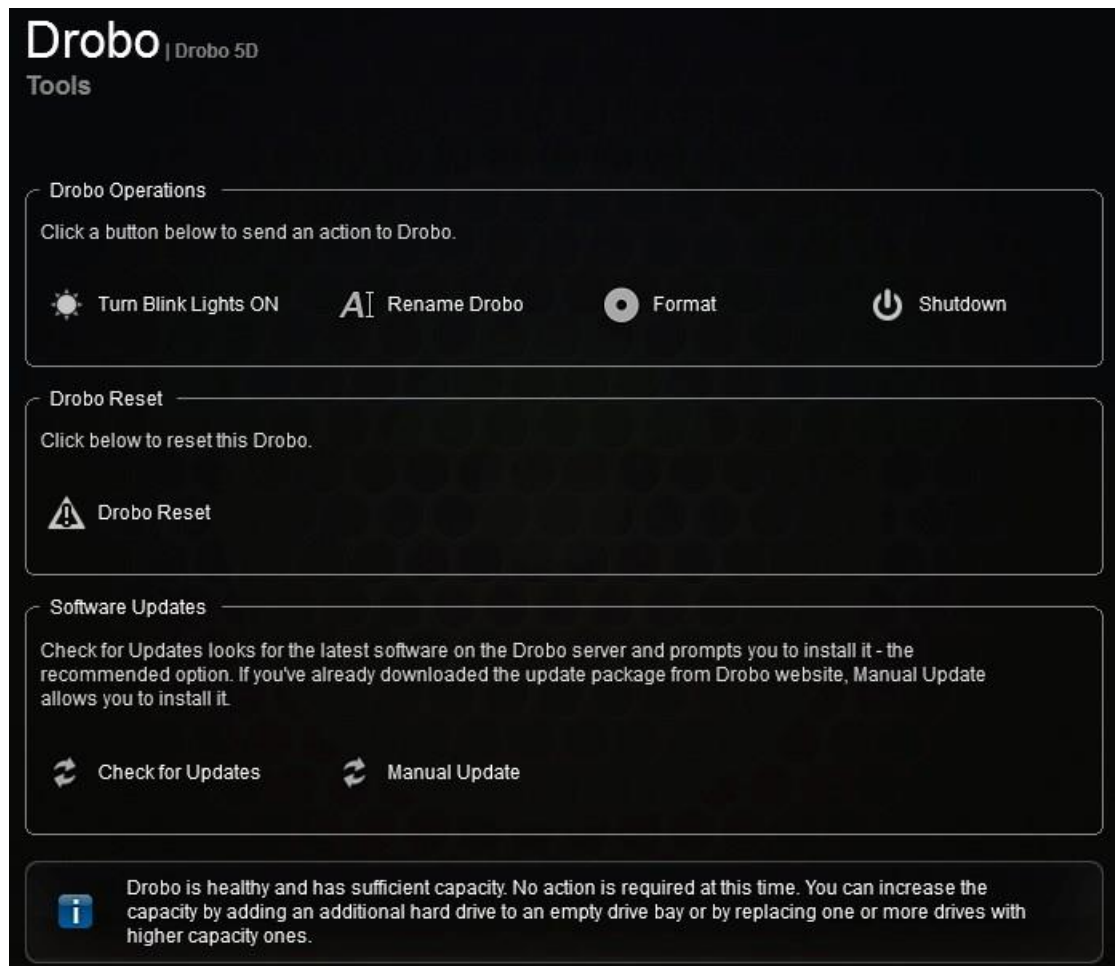 Drobo | Drobo 5D
Tools
Drobo Operations
Click a button below to send an action to Drobo.
Turn Blink Lights ON
Rename Drobo
Format
Shutdown
Drobo Reset
Click below to reset this Drobo.
Drobo Reset
Software Updates
Check for Updates looks for the latest software on the Drobo server and prompts you to install it - the
recommended option. If you've already downloaded the update package from Drobo website, Manual Update
allows you to install it.
Check for Updates
Manual Update
Drobo is healthy and has sufficient capacity. No action is required at this time. You can increase the
capacity by adding an additional hard drive to an empty drive bay or by replacing one or more drives with
higher capacity ones.